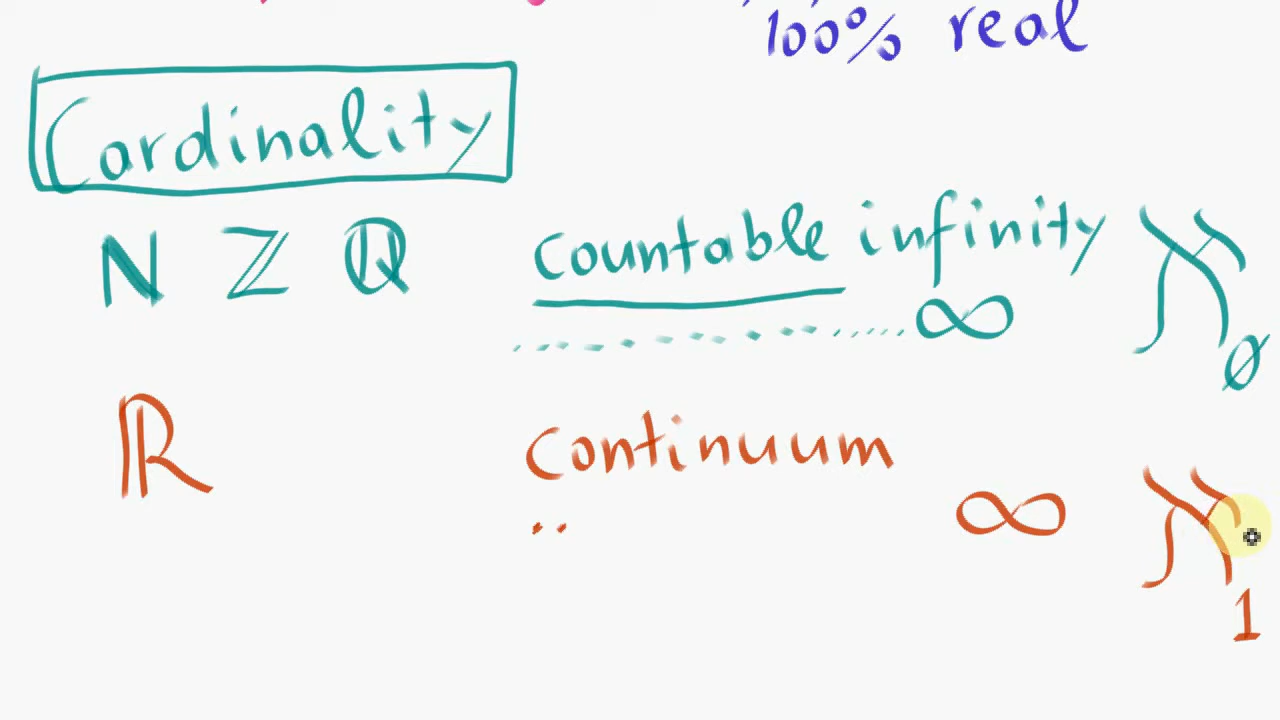 100% real
Cardinality
ℕ ℤ ℚ countable infinity ℵ0
∞
ℝ continuum
∞ ℵ1